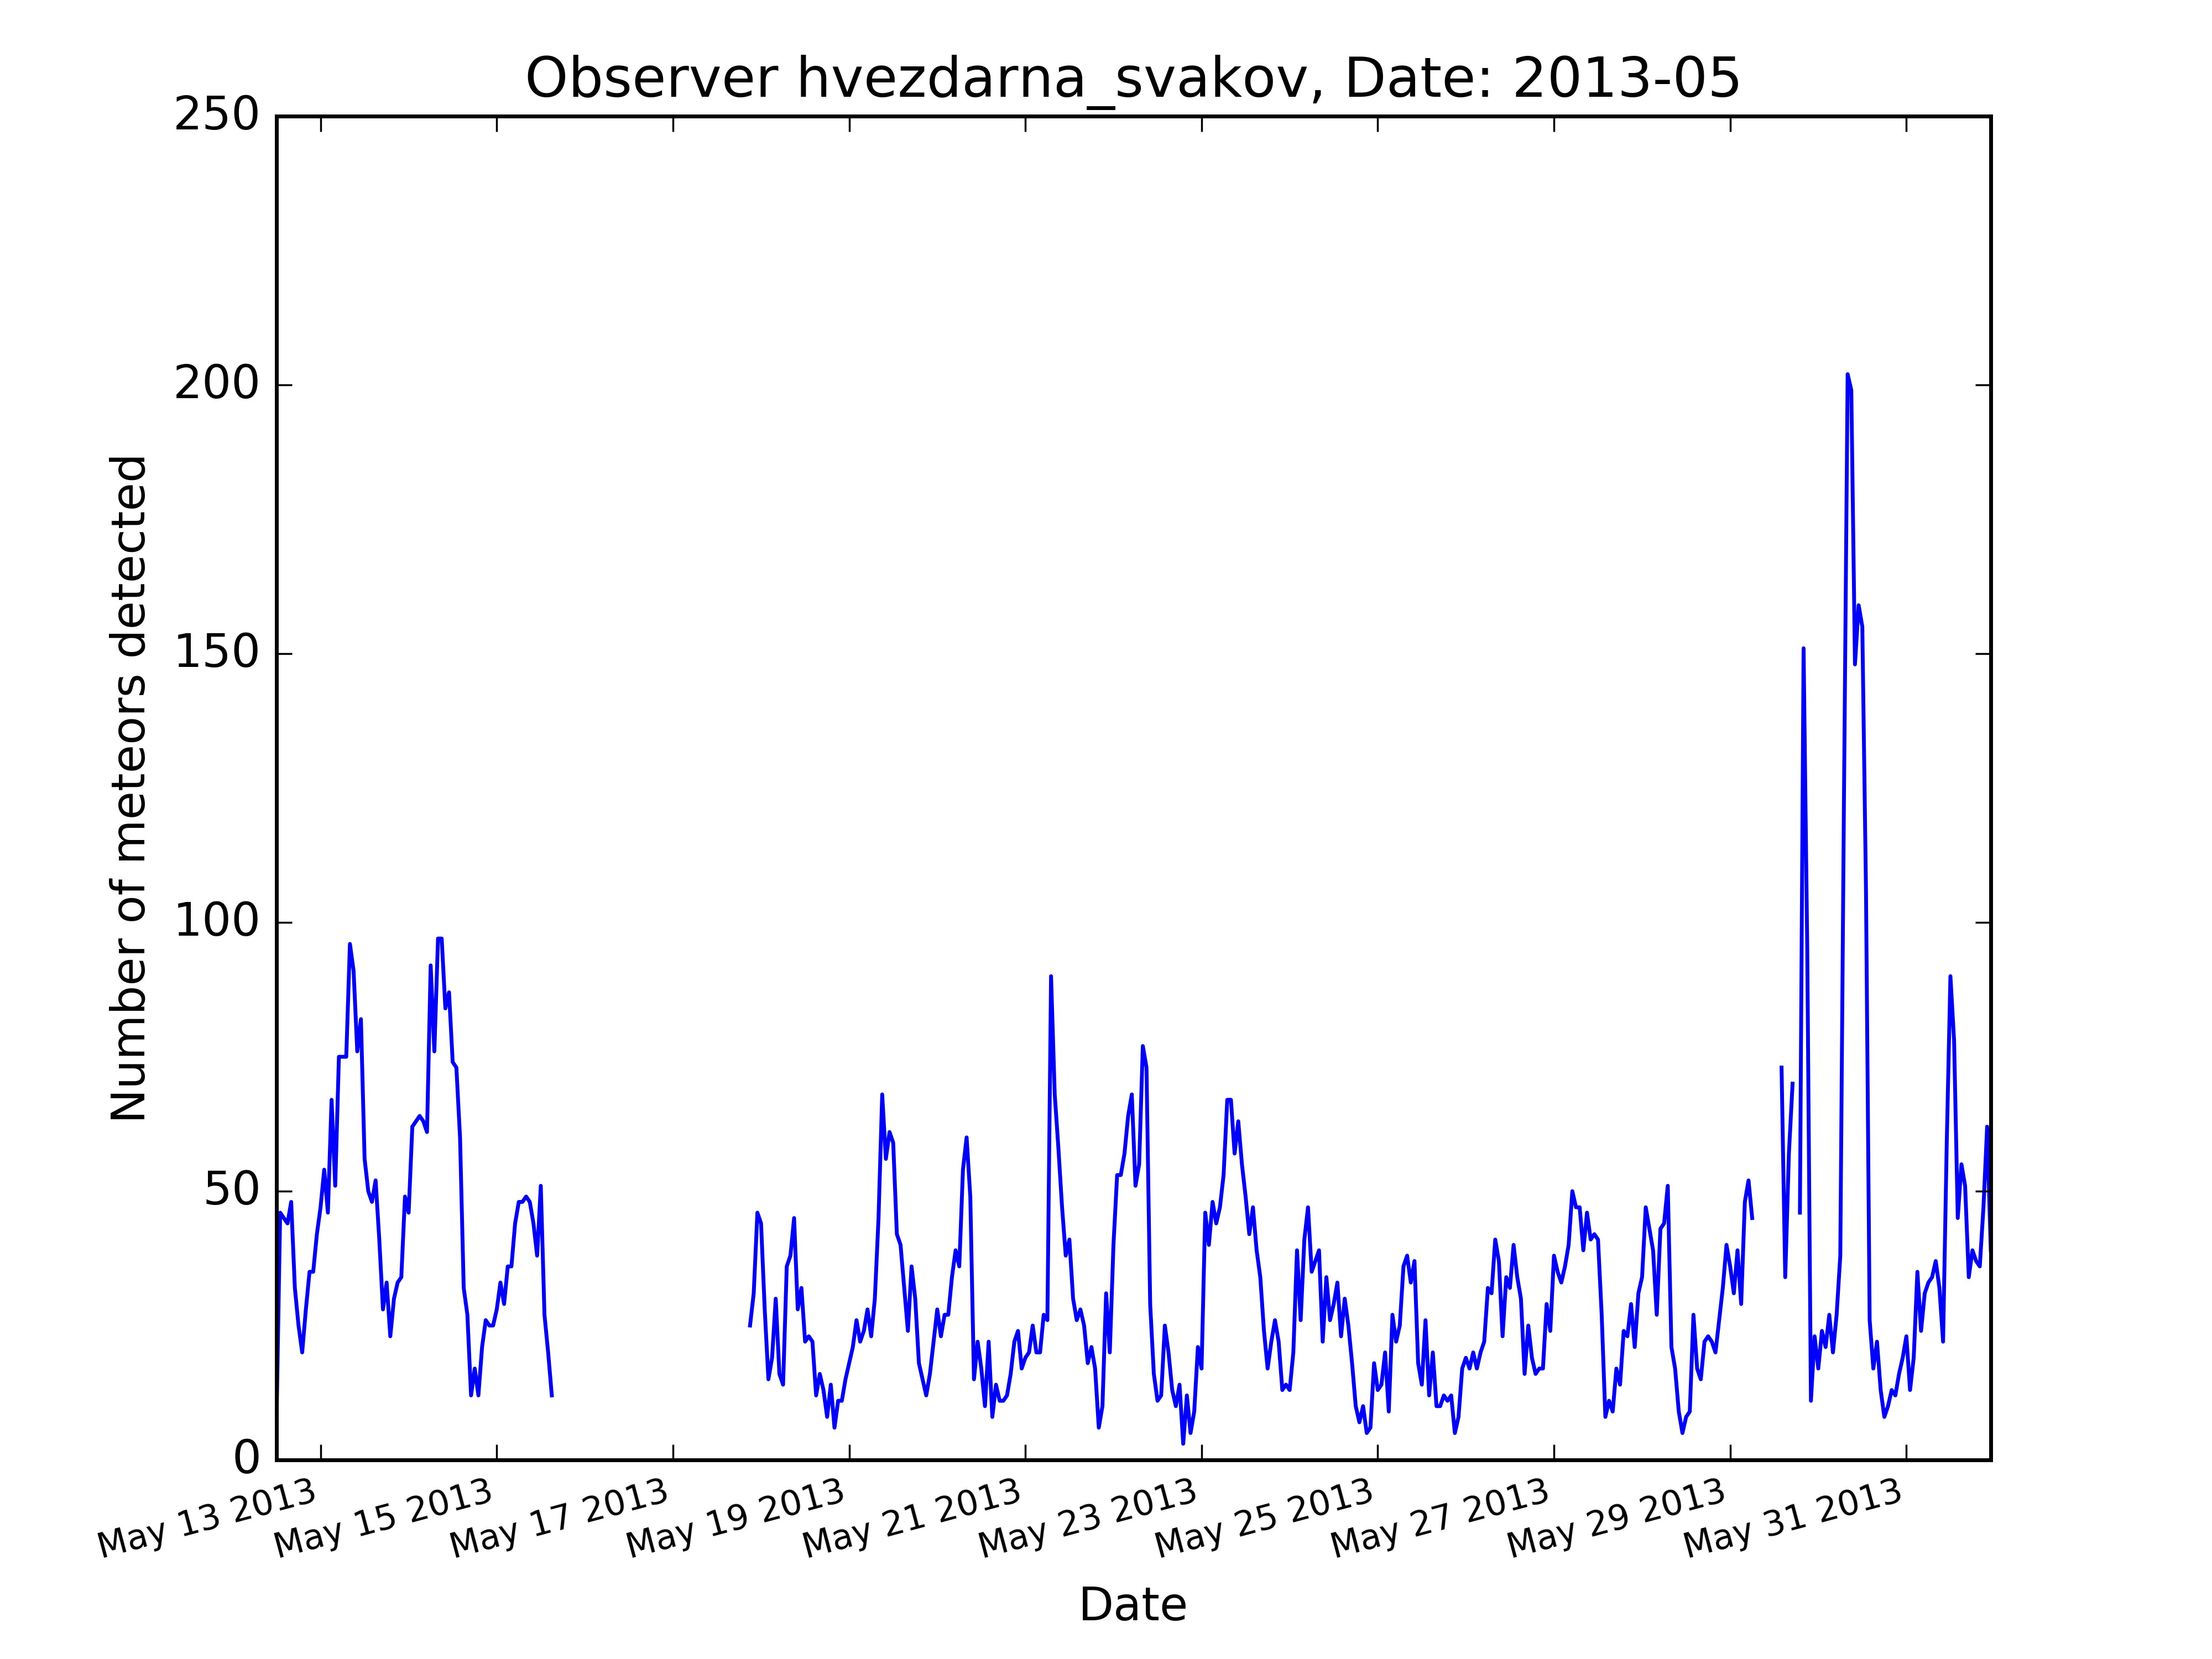 Observer hvezdarna_svakov, Date: 2013-05
Number of meteors detected
250
200
150
100
50
0
May 13 2013
May 15 2013
May 17 2013
May 19 2013
May 21 2013
May 23 2013
May 25 2013
May 27 2013
May 29 2013
May 31 2013
Date